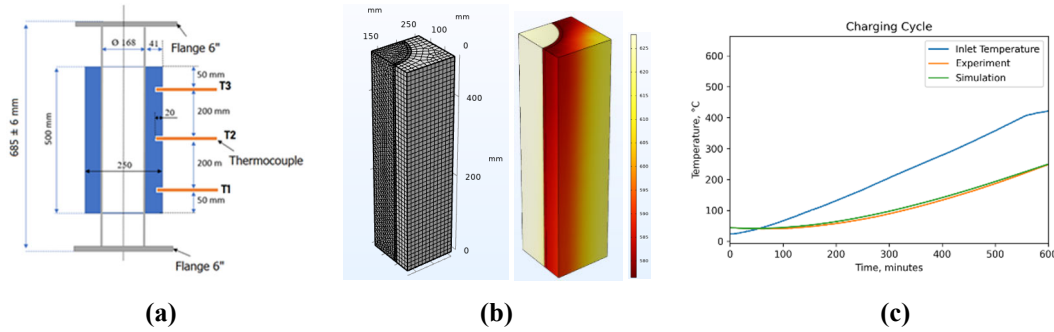 Flange 6"
Ø 168
41
50 mm
T3
200 mm
20
T2
Thermocouple
685 ± 6 mm
500 mm
250
200 m
T1
50 mm
Flange 6"
(a)
mm
250
mm
150
100
0
400
mm
200
0
625
620
615
610
605
600
595
590
585
580
(b)
Charging Cycle
Inlet Temperature
Experiment
Simulation
Temperature, °C
600
500
400
300
200
100
0
0
100
200
300
400
500
600
Time, minutes
(c)